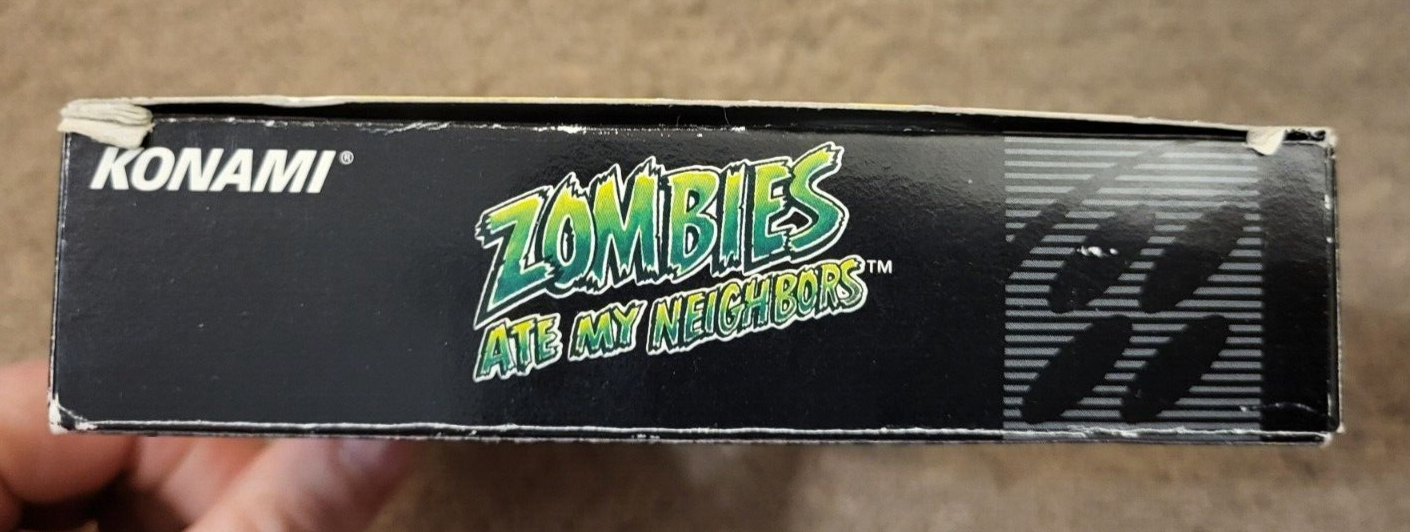 KONAMI®
ZOMBIES
ATE MY NEIGHBORS™